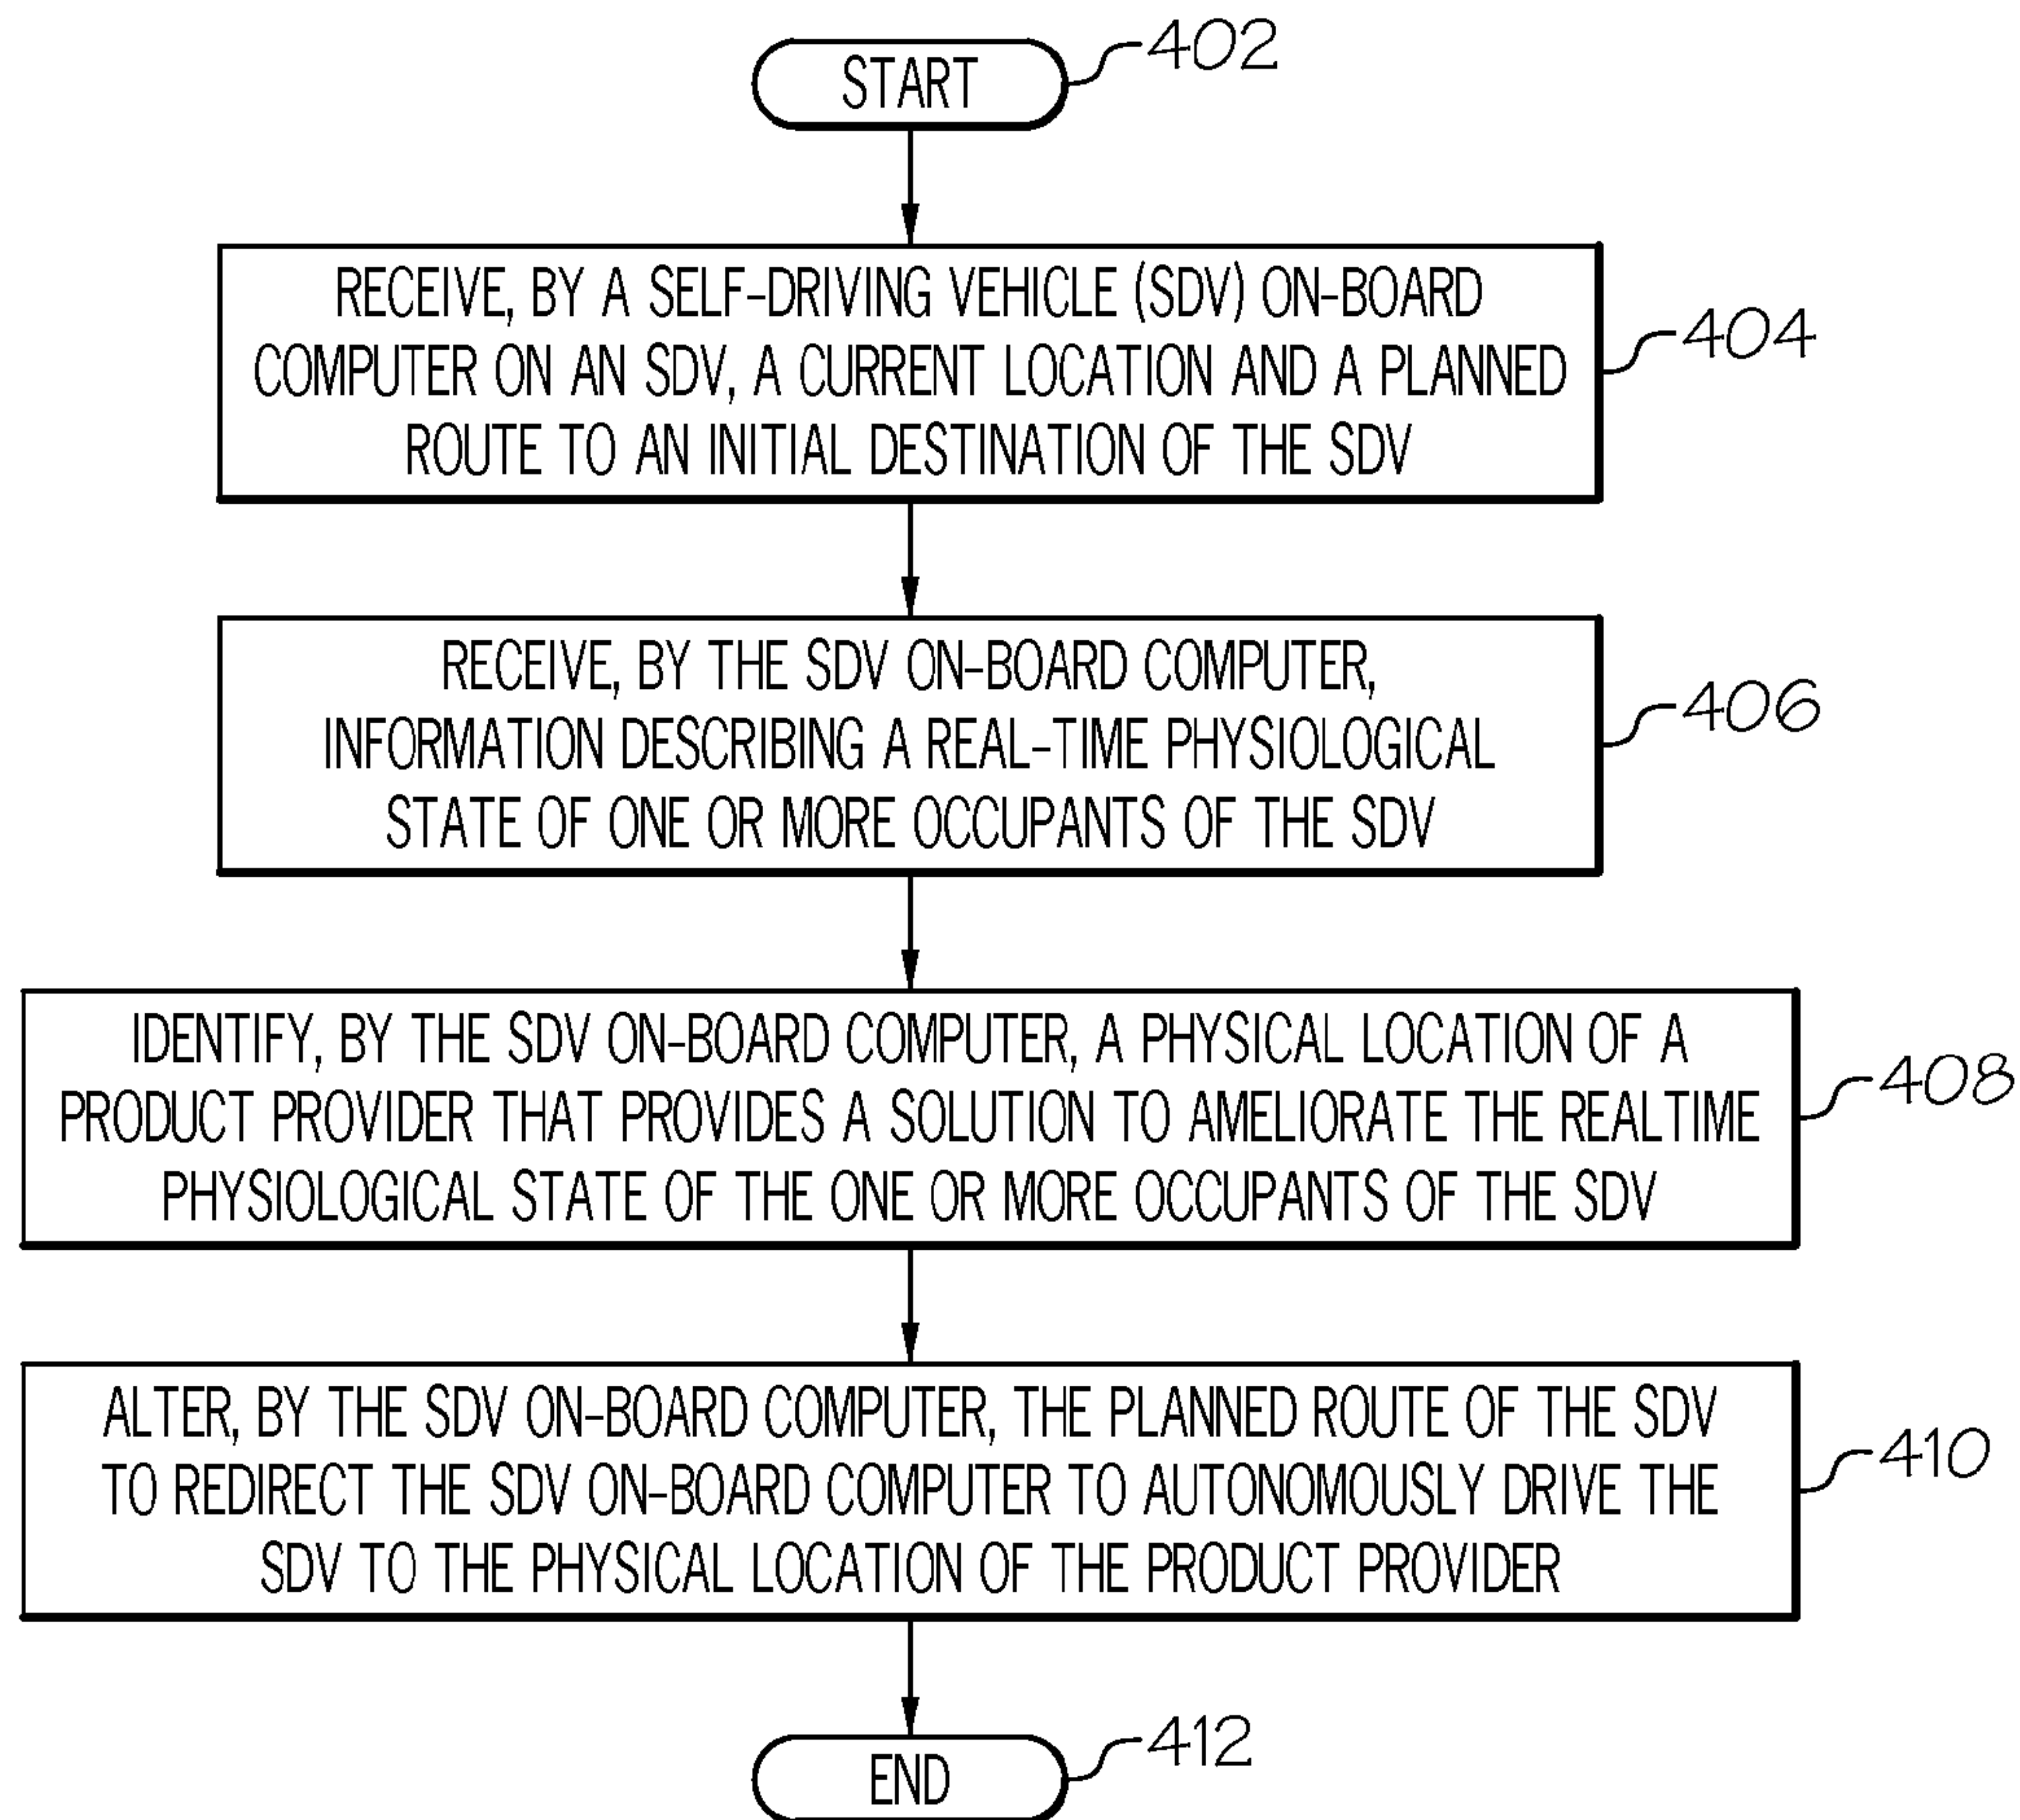 START
402
RECEIVE, BY A SELF-DRIVING VEHICLE (SDV) ON-BOARD
COMPUTER ON AN SDV, A CURRENT LOCATION AND A PLANNED
ROUTE TO AN INITIAL DESTINATION OF THE SDV
404
RECEIVE, BY THE SDV ON-BOARD COMPUTER,
INFORMATION DESCRIBING A REAL-TIME PHYSIOLOGICAL
STATE OF ONE OR MORE OCCUPANTS OF THE SDV
406
IDENTIFY, BY THE SDV ON-BOARD COMPUTER, A PHYSICAL LOCATION OF A
PRODUCT PROVIDER THAT PROVIDES A SOLUTION TO AMELIORATE THE REALTIME
PHYSIOLOGICAL STATE OF THE ONE OR MORE OCCUPANTS OF THE SDV
408
ALTER, BY THE SDV ON-BOARD COMPUTER, THE PLANNED ROUTE OF THE SDV
TO REDIRECT THE SDV ON-BOARD COMPUTER TO AUTONOMOUSLY DRIVE THE
SDV TO THE PHYSICAL LOCATION OF THE PRODUCT PROVIDER
410
END
412